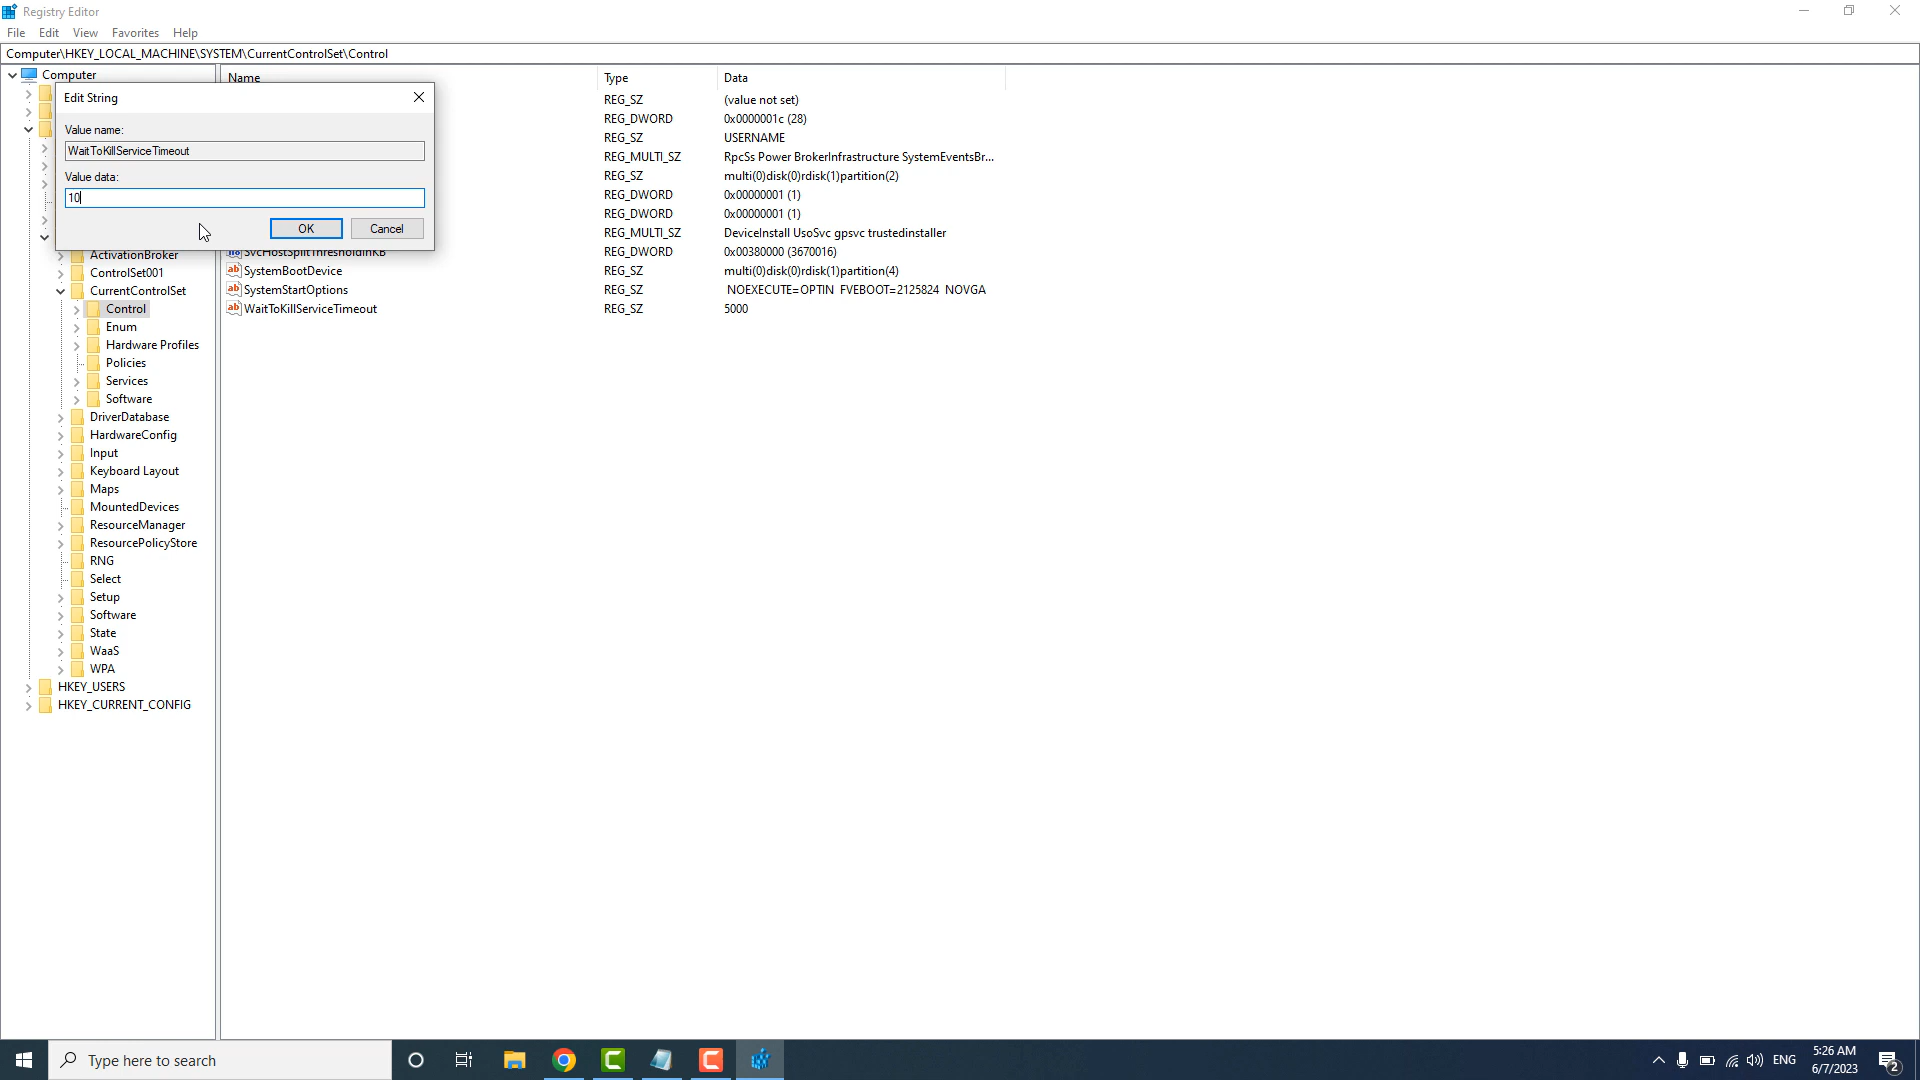 Registry Editor
File Edit View Favorites Help
Computer\HKEY_LOCAL_MACHINE\SYSTEM\CurrentControlSet\Control
Computer
Name Type Data
Edit String
Value name:
WaitToKillServiceTimeout
Value data:
10
OK Cancel
REG_SZ (value not set)
REG_DWORD 0x0000001c (28)
REG_SZ USERNAME
REG_MULTI_SZ RpcSs Power BrokerInfrastructure SystemEventsBr...
REG_SZ multi(0)disk(0)rdisk(1)partition(2)
REG_DWORD 0x00000001 (1)
REG_DWORD 0x00000001 (1)
REG_MULTI_SZ DeviceInstall UsoSvc gpsvc trustedinstaller
SvcHostSplitThresholdInKB REG_DWORD 0x00380000 (3670016)
SystemBootDevice REG_SZ multi(0)disk(0)rdisk(1)partition(4)
SystemStartOptions REG_SZ NOEXECUTE=OPTIN FVEBOOT=2125824 NOVGA
WaitToKillServiceTimeout REG_SZ 5000
ActivationBroker
ControlSet001
CurrentControlSet
Control
Enum
Hardware Profiles
Policies
Services
Software
DriverDatabase
HardwareConfig
Input
Keyboard Layout
Maps
MountedDevices
ResourceManager
ResourcePolicyStore
RNG
Select
Setup
Software
State
WaaS
WPA
HKEY_USERS
HKEY_CURRENT_CONFIG
Type here to search
ENG
5:26 AM
6/7/2023
2